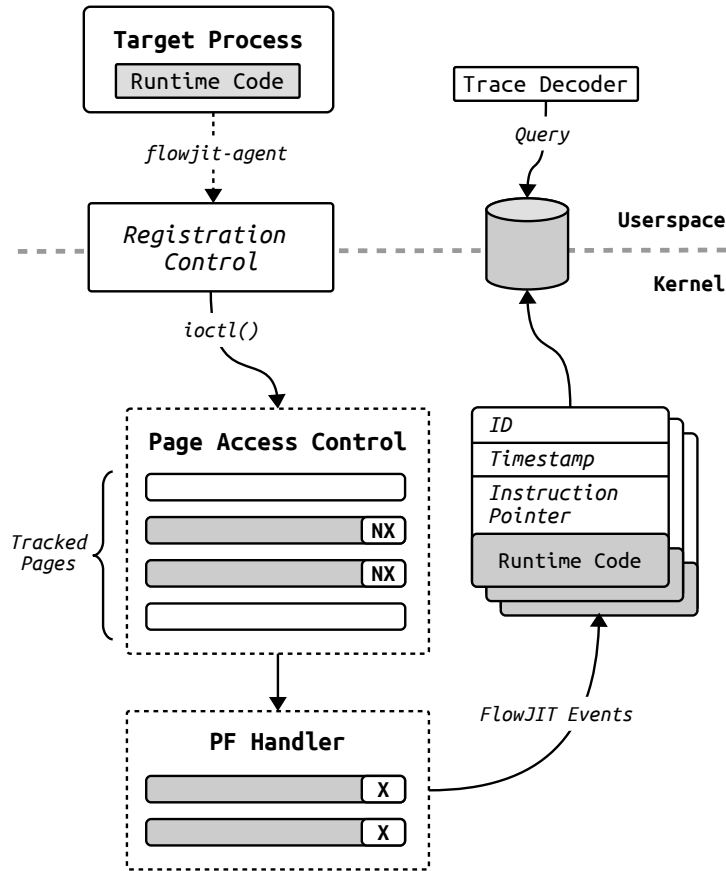 Target Process
Runtime Code
flowjit-agent
Registration
Control
ioctl()
Page Access Control
NX
NX
Tracked
Pages
PF Handler
X
X
Trace Decoder
Query
Userspace
Kernel
ID
Timestamp
Instruction
Pointer
Runtime Code
FlowJIT Events